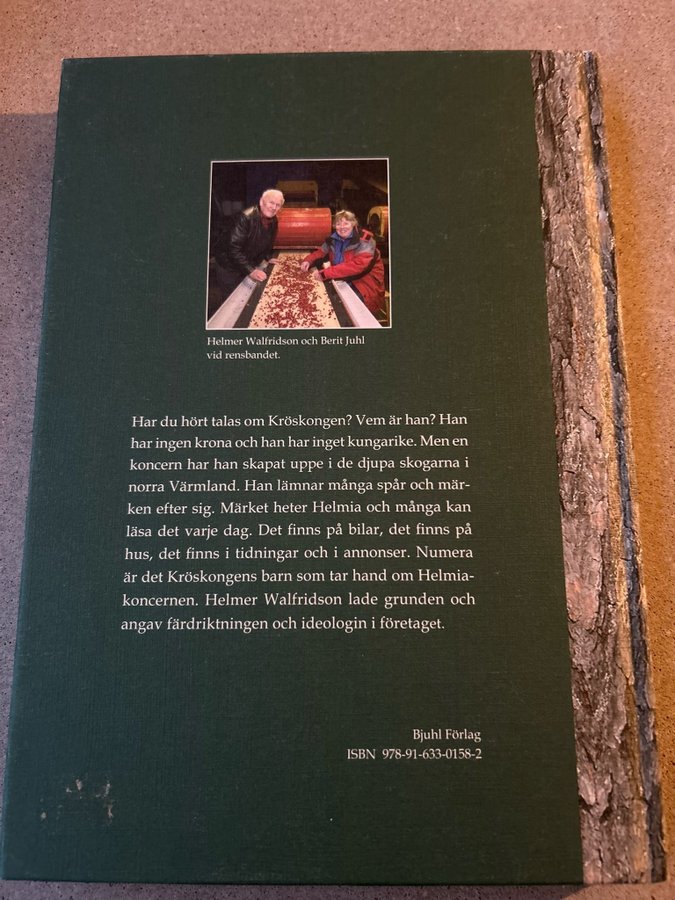 Helmer Walfridson och Berit Juhl
vid rensbandet.
Har du hört talas om Kröskongen? Vem är han? Han
har ingen krona och han har inget kungarike. Men en
koncern har han skapat uppe i de djupa skogarna i
norra Värmland. Han lämnar många spår och mär-
ken efter sig. Märket heter Helmia och många kan
läsa det varje dag. Det finns på bilar, det finns på
hus, det finns i tidningar och i annonser. Numera
är det Kröskongens barn som tar hand om Helmia-
koncernen. Helmer Walfridson lade grunden och
angav färdriktningen och ideologin i företaget.
Bjuhl Förlag
ISBN 978-91-633-0158-2